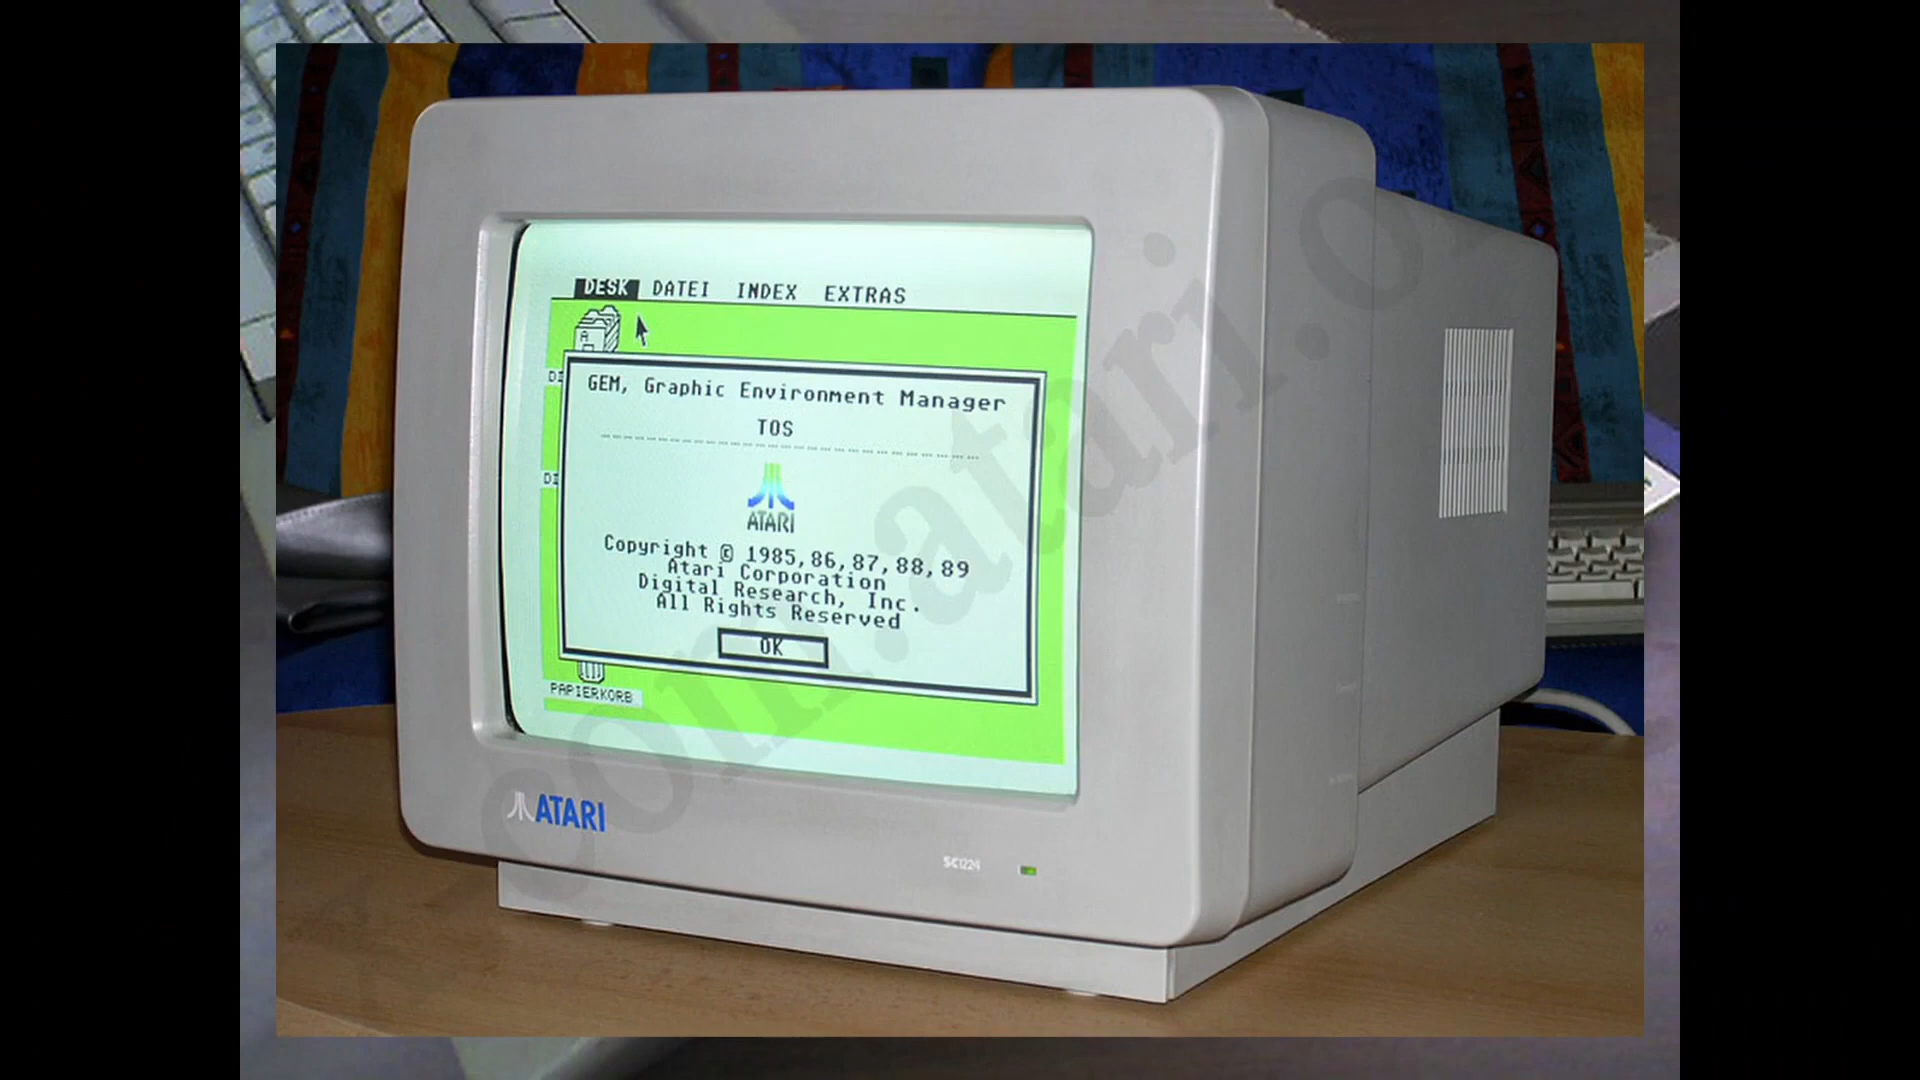 DESK DATEI INDEX EXTRAS
A
GEM, Graphic Environment Manager
TOS
ATARI
Copyright © 1985,86,87,88,89
Atari Corporation
Digital Research, Inc.
All Rights Reserved
OK
PAPIERKORB
ATARI
SC1224